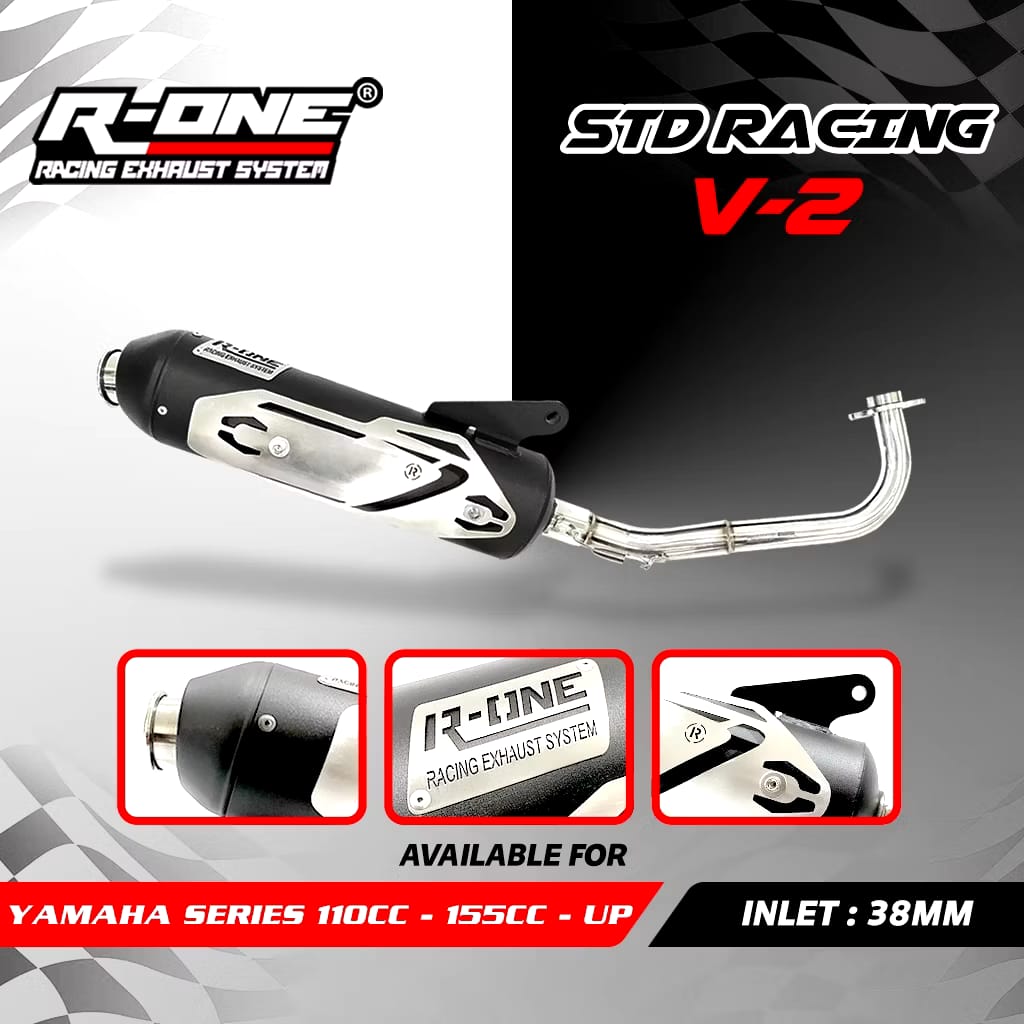 R-ONE®
RACING EXHAUST SYSTEM
STD RACING
V-2
R-ONE
RACING EXHAUST SYSTEM
R
RACING
R-ONE
RACING EXHAUST SYSTEM
R
AVAILABLE FOR
YAMAHA SERIES 110CC - 155CC - UP
INLET : 38MM